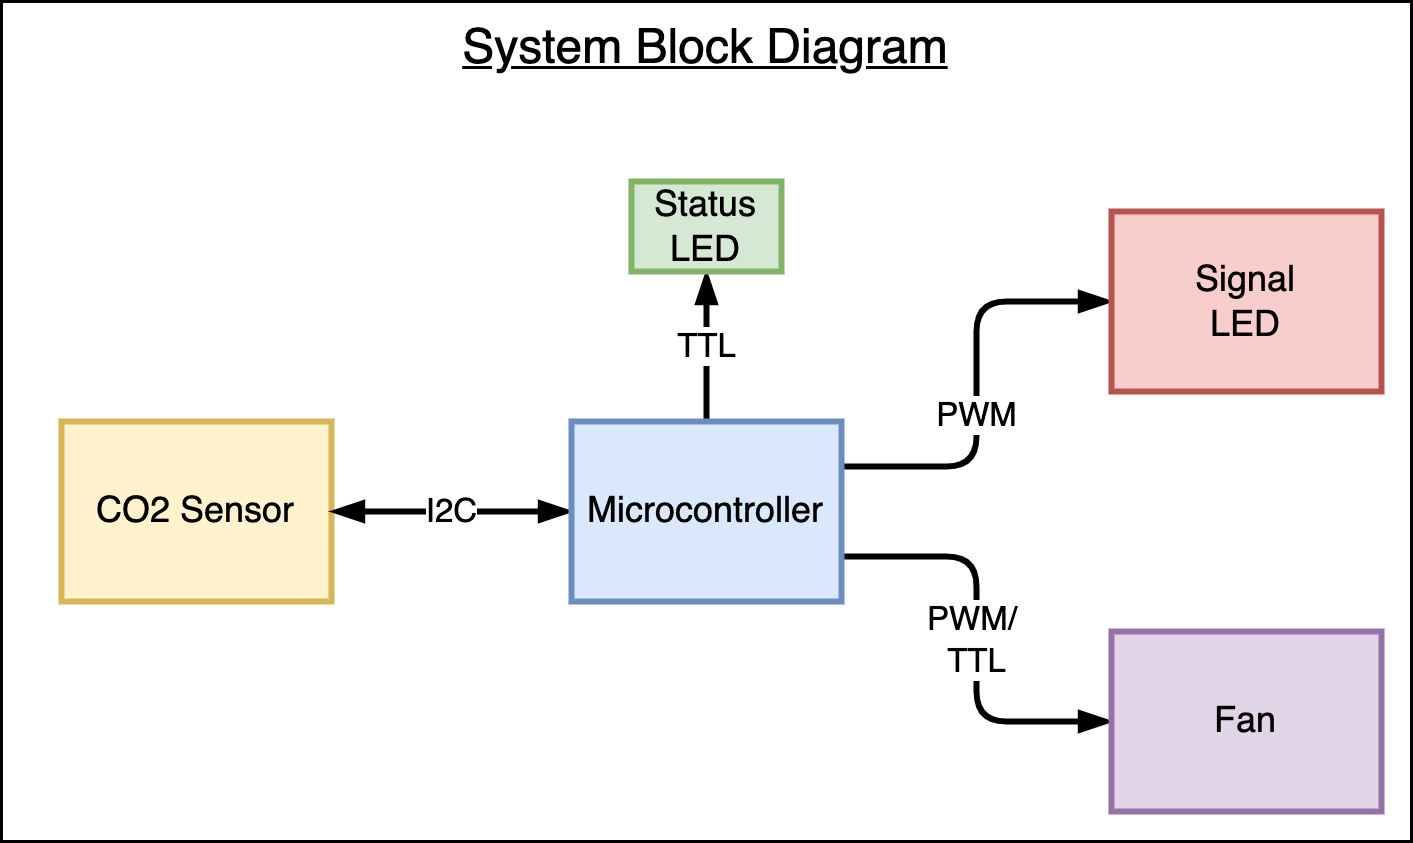 System Block Diagram
Status
LED
Signal
LED
TTL
PWM
CO2 Sensor
I2C
Microcontroller
PWM/
TTL
Fan